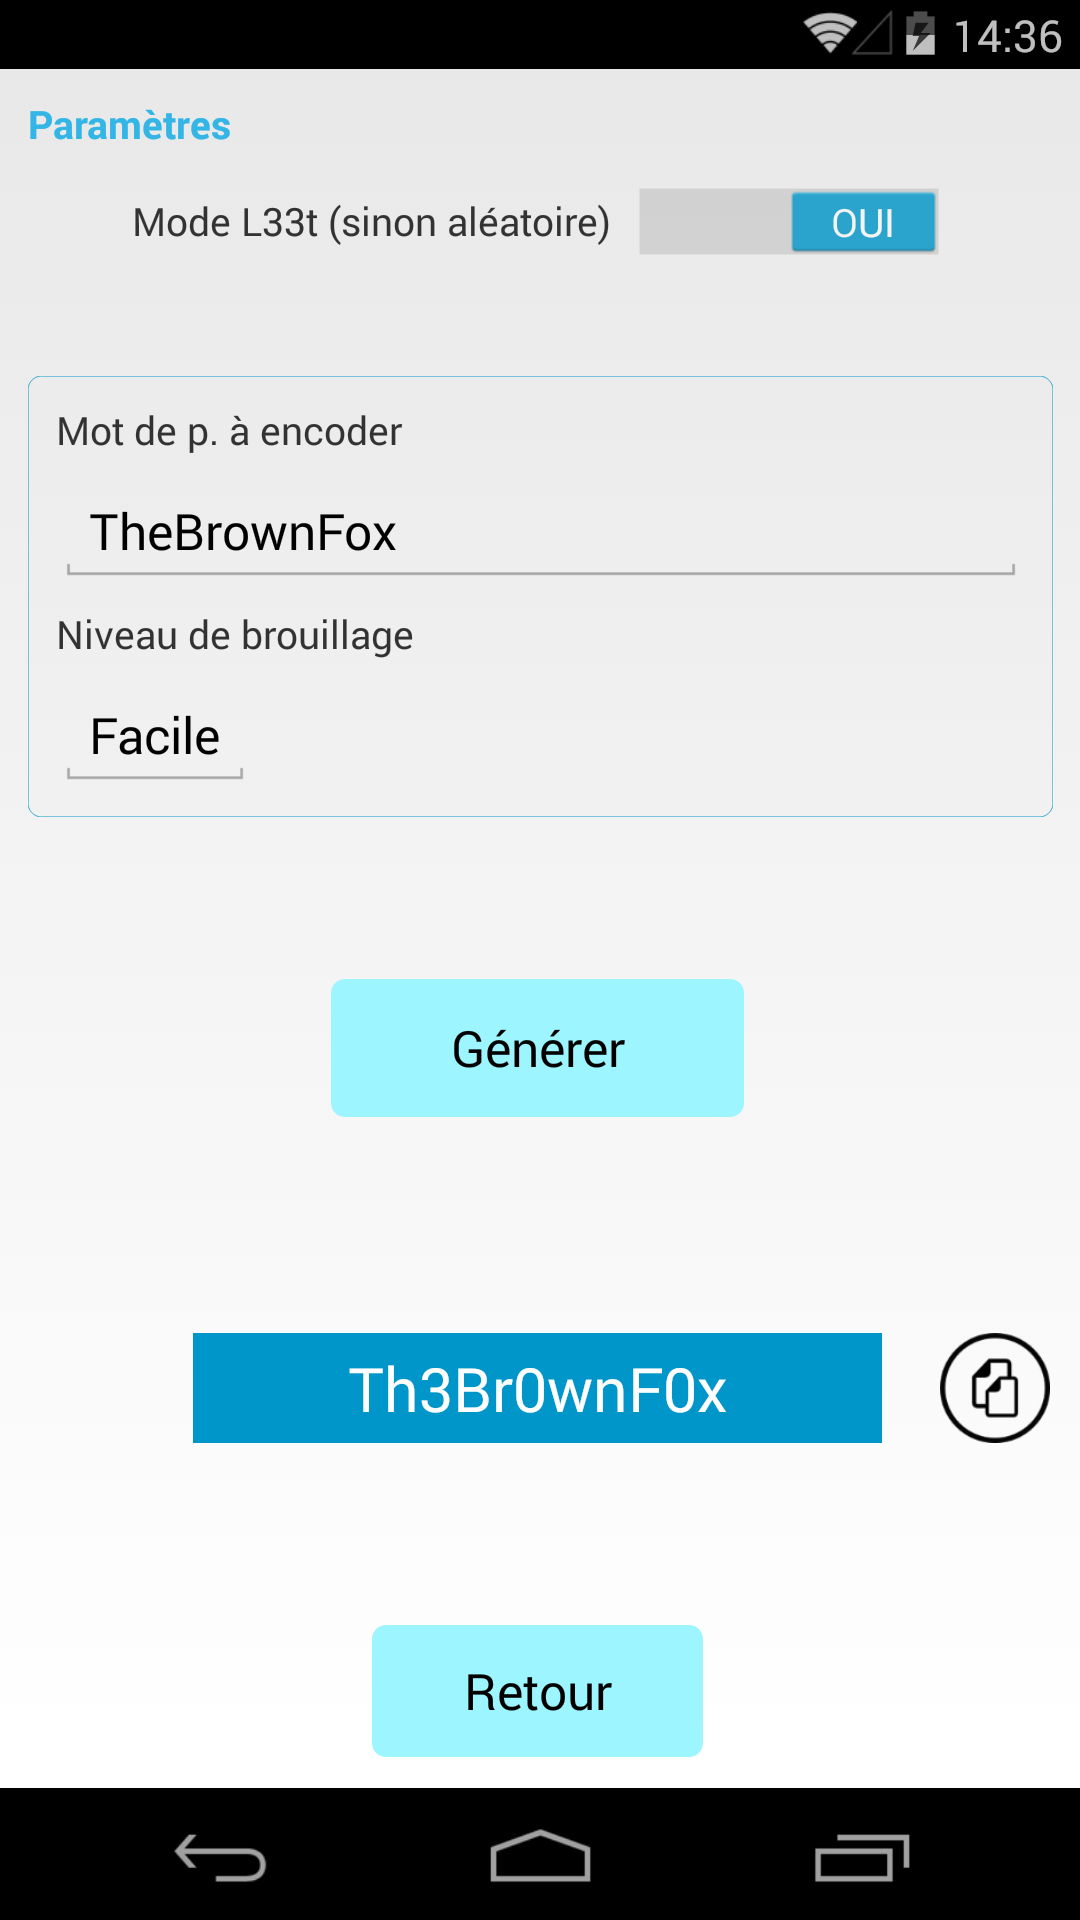 14:36
Paramètres
Mode L33t (sinon aléatoire) OUI
Mot de p. à encoder
TheBrownFox
Niveau de brouillage
Facile
Générer
Th3Br0wnF0x
Retour